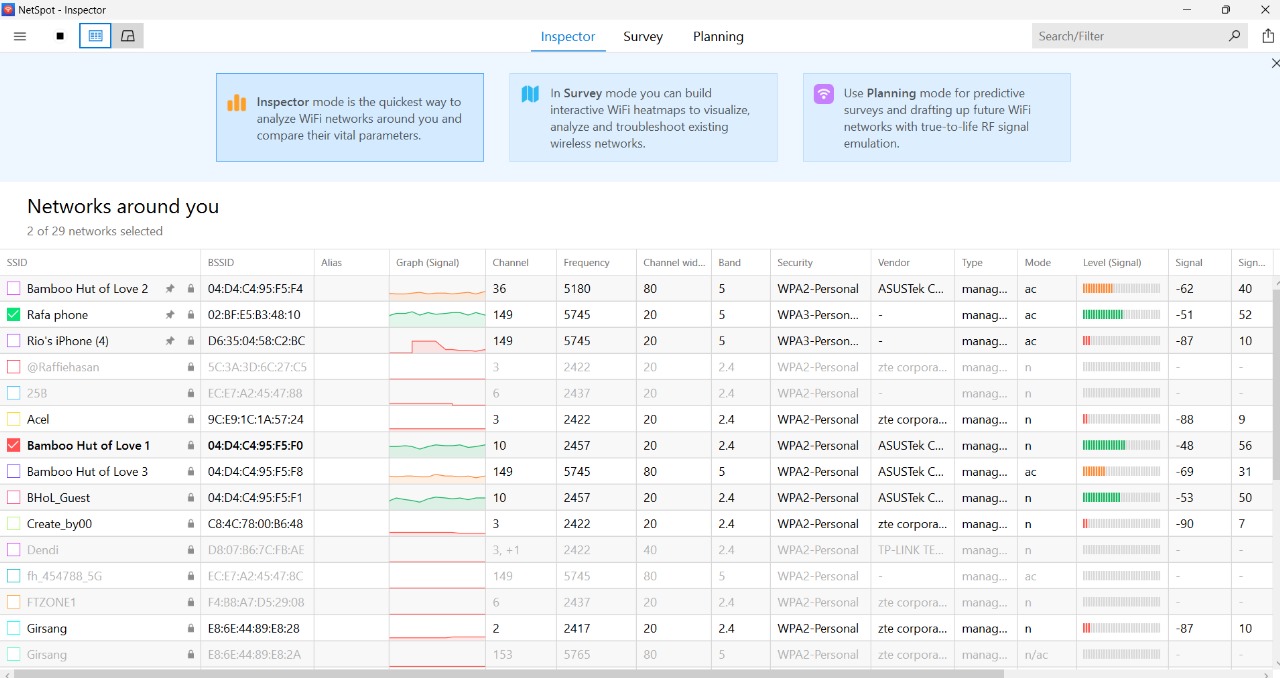 NetSpot - Inspector
Inspector Survey Planning Search/Filter
Inspector mode is the quickest way to
analyze WiFi networks around you and
compare their vital parameters.
In Survey mode you can build
interactive WiFi heatmaps to visualize,
analyze and troubleshoot existing
wireless networks.
Use Planning mode for predictive
surveys and drafting up future WiFi
networks with true-to-life RF signal
emulation.
Networks around you
2 of 29 networks selected
SSID BSSID Alias Graph (Signal) Channel Frequency Channel wid... Band Security Vendor Type Mode Level (Signal) Signal Sign...
Bamboo Hut of Love 2 04:D4:C4:95:F5:F4 36 5180 80 5 WPA2-Personal ASUSTek C... manag... ac -62 40
Rafa phone 02:BF:E5:B3:48:10 149 5745 20 5 WPA3-Person... - manag... ac -51 52
Rio's iPhone (4) D6:35:04:58:C2:BC 149 5745 20 5 WPA3-Person... - manag... ac -87 10
@Raffiehasan 5C:3A:3D:6C:27:C5 3 2422 20 2.4 WPA2-Personal zte corpora... manag... n - -
25B EC:E7:A2:45:47:88 6 2437 20 2.4 WPA2-Personal - manag... n - -
Acel 9C:E9:1C:1A:57:24 3 2422 20 2.4 WPA2-Personal zte corpora... manag... n -88 9
Bamboo Hut of Love 1 04:D4:C4:95:F5:F0 10 2457 20 2.4 WPA2-Personal ASUSTek C... manag... n -48 56
Bamboo Hut of Love 3 04:D4:C4:95:F5:F8 149 5745 80 5 WPA2-Personal ASUSTek C... manag... ac -69 31
BHoL_Guest 04:D4:C4:95:F5:F1 10 2457 20 2.4 WPA2-Personal ASUSTek C... manag... n -53 50
Create_by00 C8:4C:78:00:B6:48 3 2422 20 2.4 WPA2-Personal zte corpora... manag... n -90 7
Dendi D8:07:B6:7C:FB:AE 3, +1 2422 40 2.4 WPA2-Personal TP-LINK TE... manag... n - -
fh_454788_5G EC:E7:A2:45:47:8C 149 5745 80 5 WPA2-Personal - manag... ac - -
FTZONE1 F4:B8:A7:D5:29:08 6 2437 20 2.4 WPA2-Personal zte corpora... manag... n - -
Girsang E8:6E:44:89:E8:28 2 2417 20 2.4 WPA2-Personal zte corpora... manag... n -87 10
Girsang E8:6E:44:89:E8:2A 153 5765 80 5 WPA2-Personal zte corpora... manag... n/ac - -